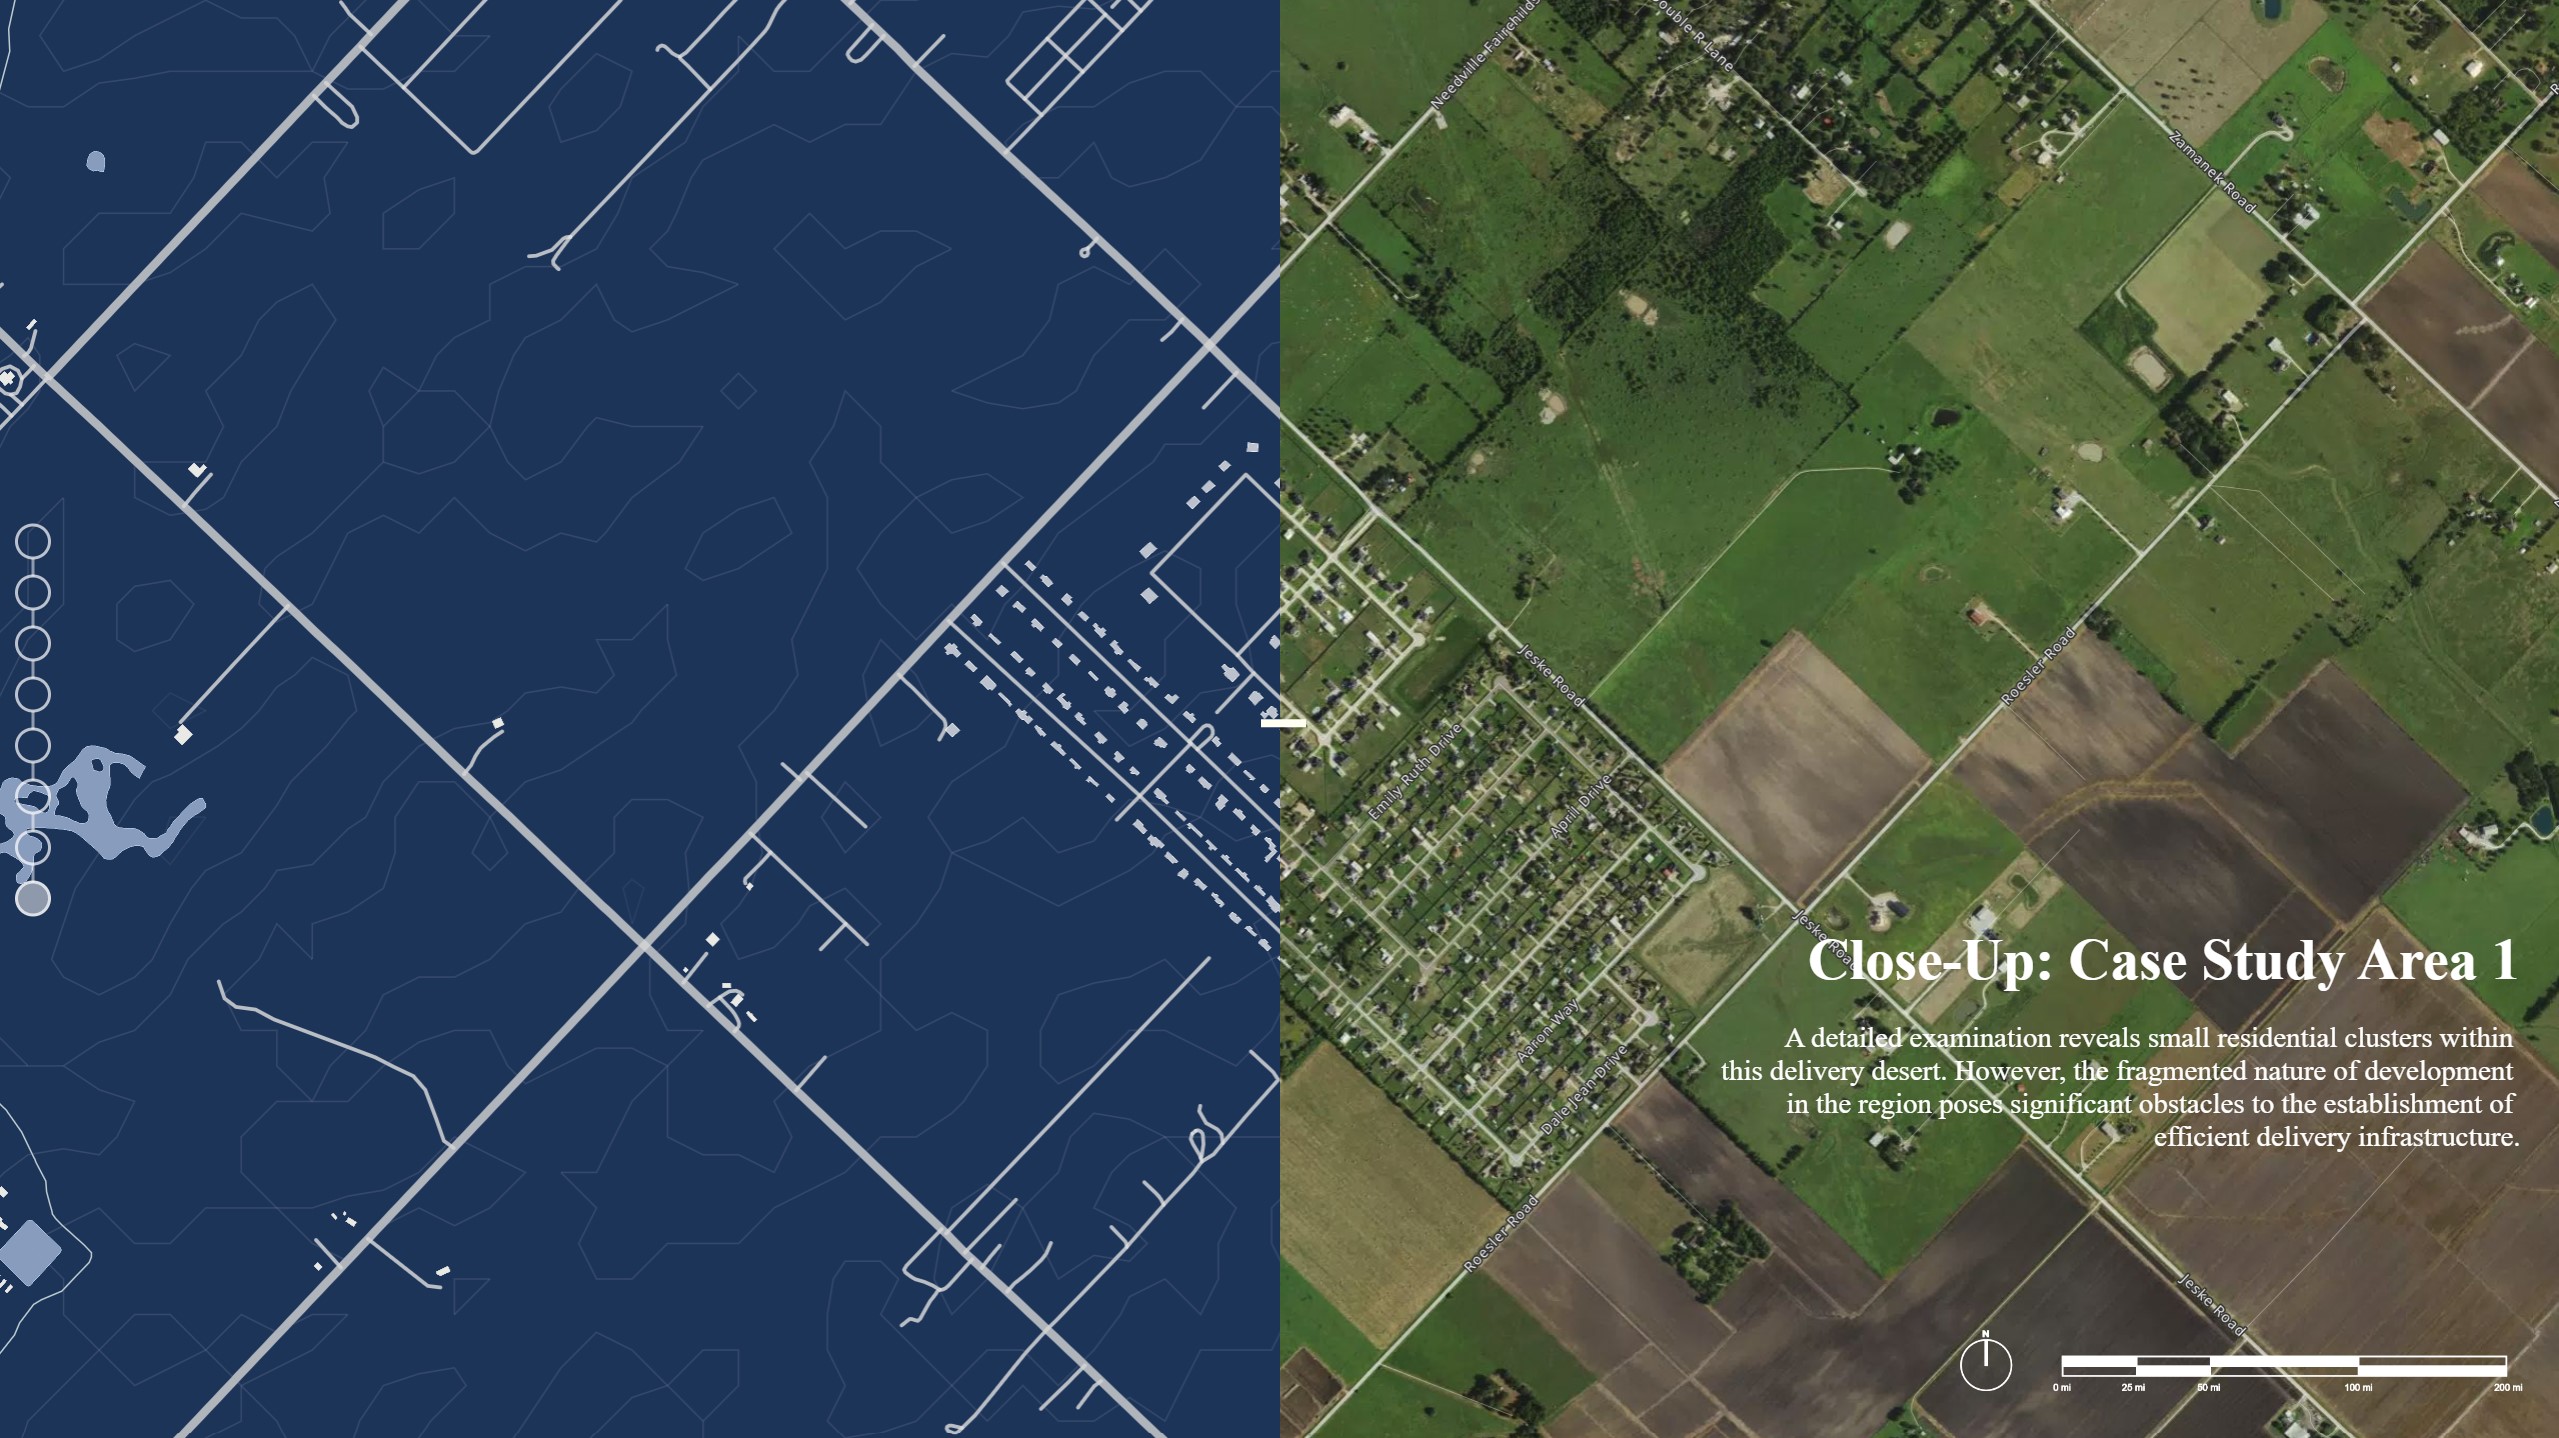 Needville Fairchilds
Double R Lane
Zamanek Road
Jeske Road
Roesler Road
Emily Ruth Drive
April Drive
Jeske Road
Close-Up: Case Study Area 1
Aaron Way
A detailed examination reveals small residential clusters within
this delivery desert. However, the fragmented nature of development
in the region poses significant obstacles to the establishment of
efficient delivery infrastructure.
Dale Jean Drive
Roesler Road
Jeske Road
N
0 mi 25 mi 50 mi 100 mi 200 mi